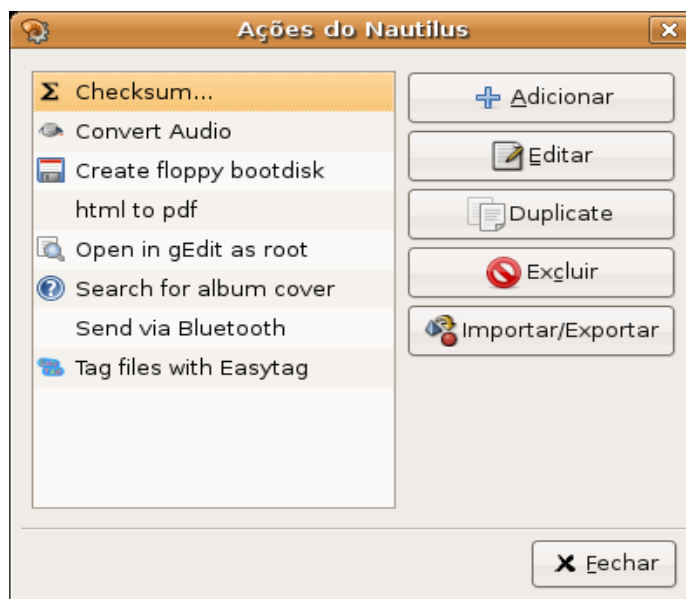 Ações do Nautilus
Checksum...
Convert Audio
Create floppy bootdisk
html to pdf
Open in gEdit as root
Search for album cover
Send via Bluetooth
Tag files with Easytag
Adicionar
Editar
Duplicate
Excluir
Importar/Exportar
Fechar